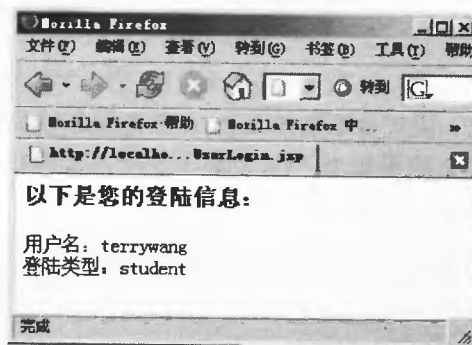 Mozilla Firefox
文件(F) 编辑(E) 查看(V) 转到(G) 书签(B) 工具(T) 帮助
转到 G
Mozilla Firefox 帮助 Mozilla Firefox 中...
http://localho...UserLogin.jsp
以下是您的登陆信息:
用户名: terrywang
登陆类型: student
完成